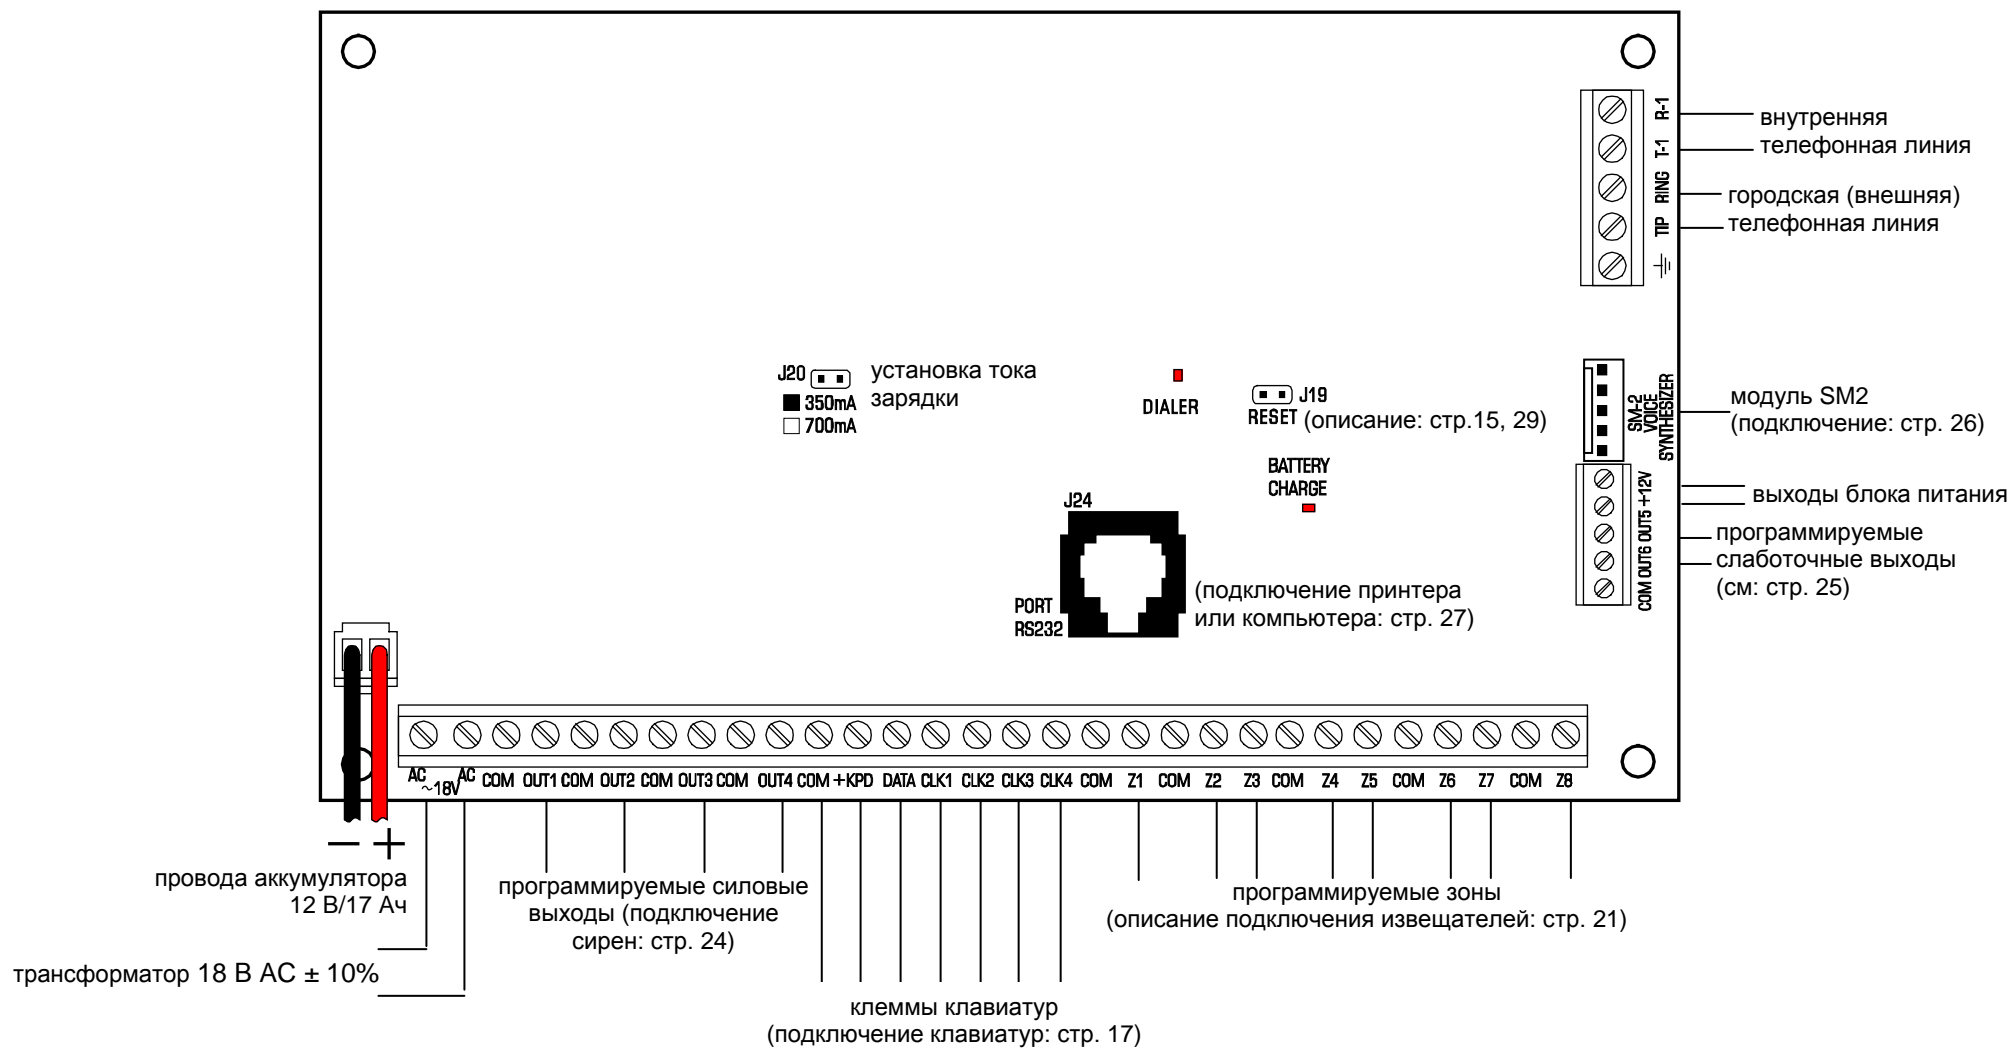 R-1
T-1
RING
TIP
внутренняя
телефонная линия
городская (внешняя)
телефонная линия
J20
установка тока
зарядки
350mA
700mA
DIALER
J19
RESET
(описание: стр.15, 29)
BATTERY
CHARGE
SM-2
VOICE
SYNTHESIZER
модуль SM2
(подключение: стр. 26)
COM OUT6 OUT5 +12V
выходы блока питания
программируемые
слаботочные выходы
(см: стр. 25)
J24
PORT
RS232
(подключение принтера
или компьютера: стр. 27)
AC ~18V AC COM OUT1 COM OUT2 COM OUT3 COM OUT4 COM +KPD DATA CLK1 CLK2 CLK3 CLK4 COM Z1 COM Z2 Z3 COM Z4 Z5 COM Z6 Z7 COM Z8
— +
провода аккумулятора
12 В/17 Ач
трансформатор 18 В АС ± 10%
программируемые силовые
выходы (подключение
сирен: стр. 24)
клеммы клавиатур
(подключение клавиатур: стр. 17)
программируемые зоны
(описание подключения извещателей: стр. 21)